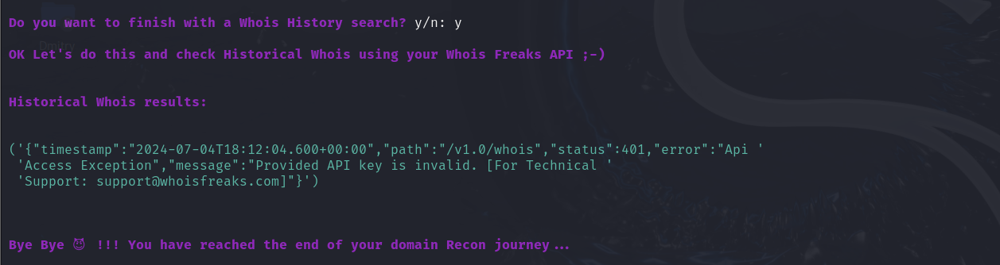 Do you want to finish with a Whois History search? y/n: y
Dmitry
OK Let's do this and check Historical Whois using your Whois Freaks API ;-)
Historical Whois results:
('{"timestamp":"2024-07-04T18:12:04.600+00:00","path":"/v1.0/whois","status":401,"error":"Api '
'Access Exception","message":"Provided API key is invalid. [For Technical '
'Support: support@whoisfreaks.com]"}')
Bye Bye 😈 !!! You have reached the end of your domain Recon journey...